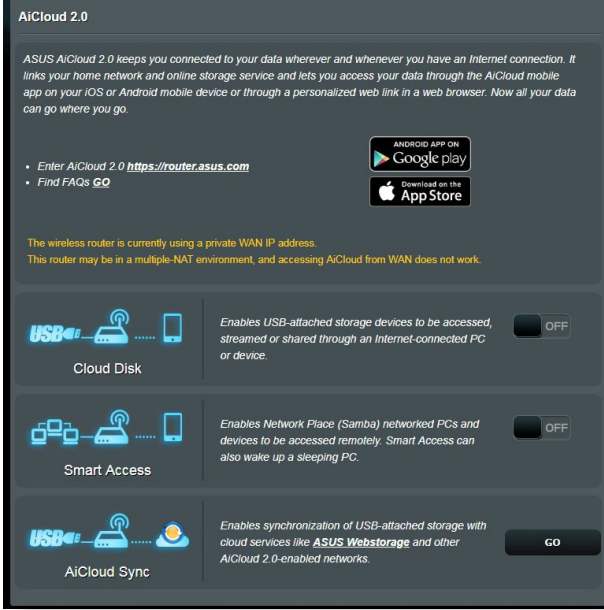 AiCloud 2.0
ASUS AiCloud 2.0 keeps you connected to your data wherever and whenever you have an Internet connection. It
links your home network and online storage service and lets you access your data through the AiCloud mobile
app on your iOS or Android mobile device or through a personalized web link in a web browser. Now all your data
can go where you go.
ANDROID APP ON
Google play
• Enter AiCloud 2.0 https://router.asus.com
• Find FAQs GO
Download on the
App Store
The wireless router is currently using a private WAN IP address.
This router may be in a multiple-NAT environment, and accessing AiCloud from WAN does not work.
USB
Cloud Disk
Enables USB-attached storage devices to be accessed,
streamed or shared through an Internet-connected PC
or device.
OFF
Smart Access
Enables Network Place (Samba) networked PCs and
devices to be accessed remotely. Smart Access can
also wake up a sleeping PC.
OFF
USB
AiCloud Sync
Enables synchronization of USB-attached storage with
cloud services like ASUS Webstorage and other
AiCloud 2.0-enabled networks.
GO